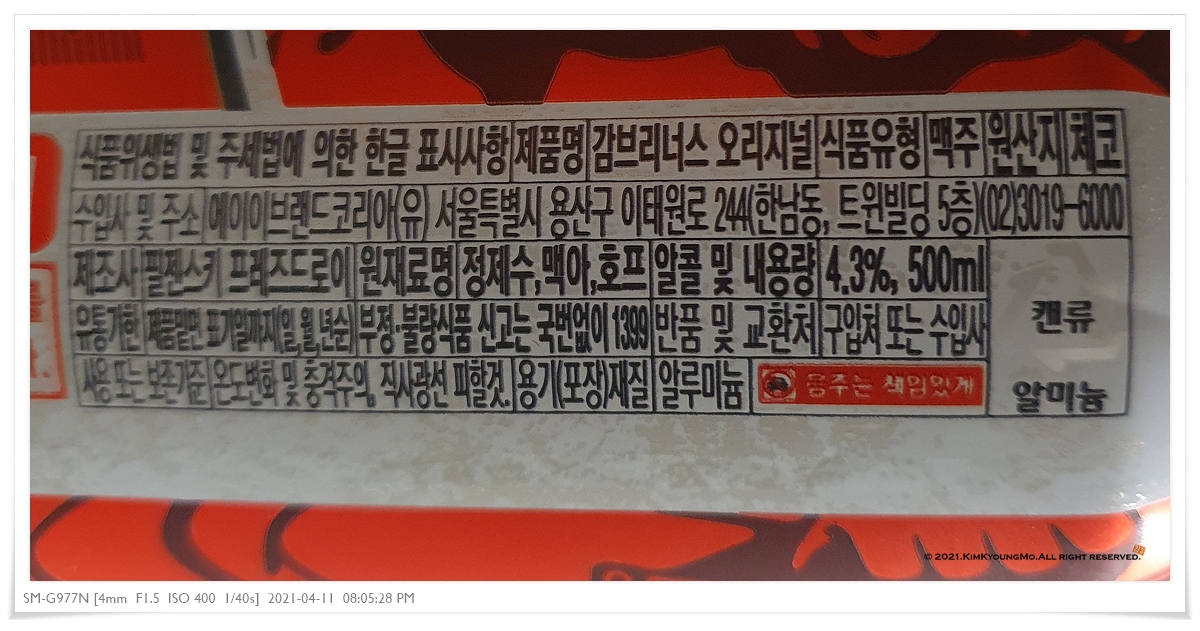 식품위생법 및 주세법에 의한 한글 표시사항 제품명 감브리너스 오리지널 식품유형 맥주 원산지 체코
수입사 및 주소 에이이브랜드코리아(유) 서울특별시 용산구 이태원로 244(한남동, 트윈빌딩 5층)(02)3019-6000
제조사 필젠스키 프레즈드로이 원재료명 정제수,맥아,호프 알콜 및 내용량 4.3%, 500ml
유통기한 제품밑면 표기일까지(일,월,년순) 부정·불량식품 신고는 국번없이 1399 반품 및 교환처 구입처 또는 수입사
캔류
사용 또는 보존기준 온도변화 및 충격주의, 직사광선 피할것. 용기(포장)재질 알루미늄 음주는 책임있게
알미늄
© 2021.KimKyoungMo.All right reserved.
SM-G977N [4mm F1.5 ISO 400 1/40s] 2021-04-11 08:05:28 PM